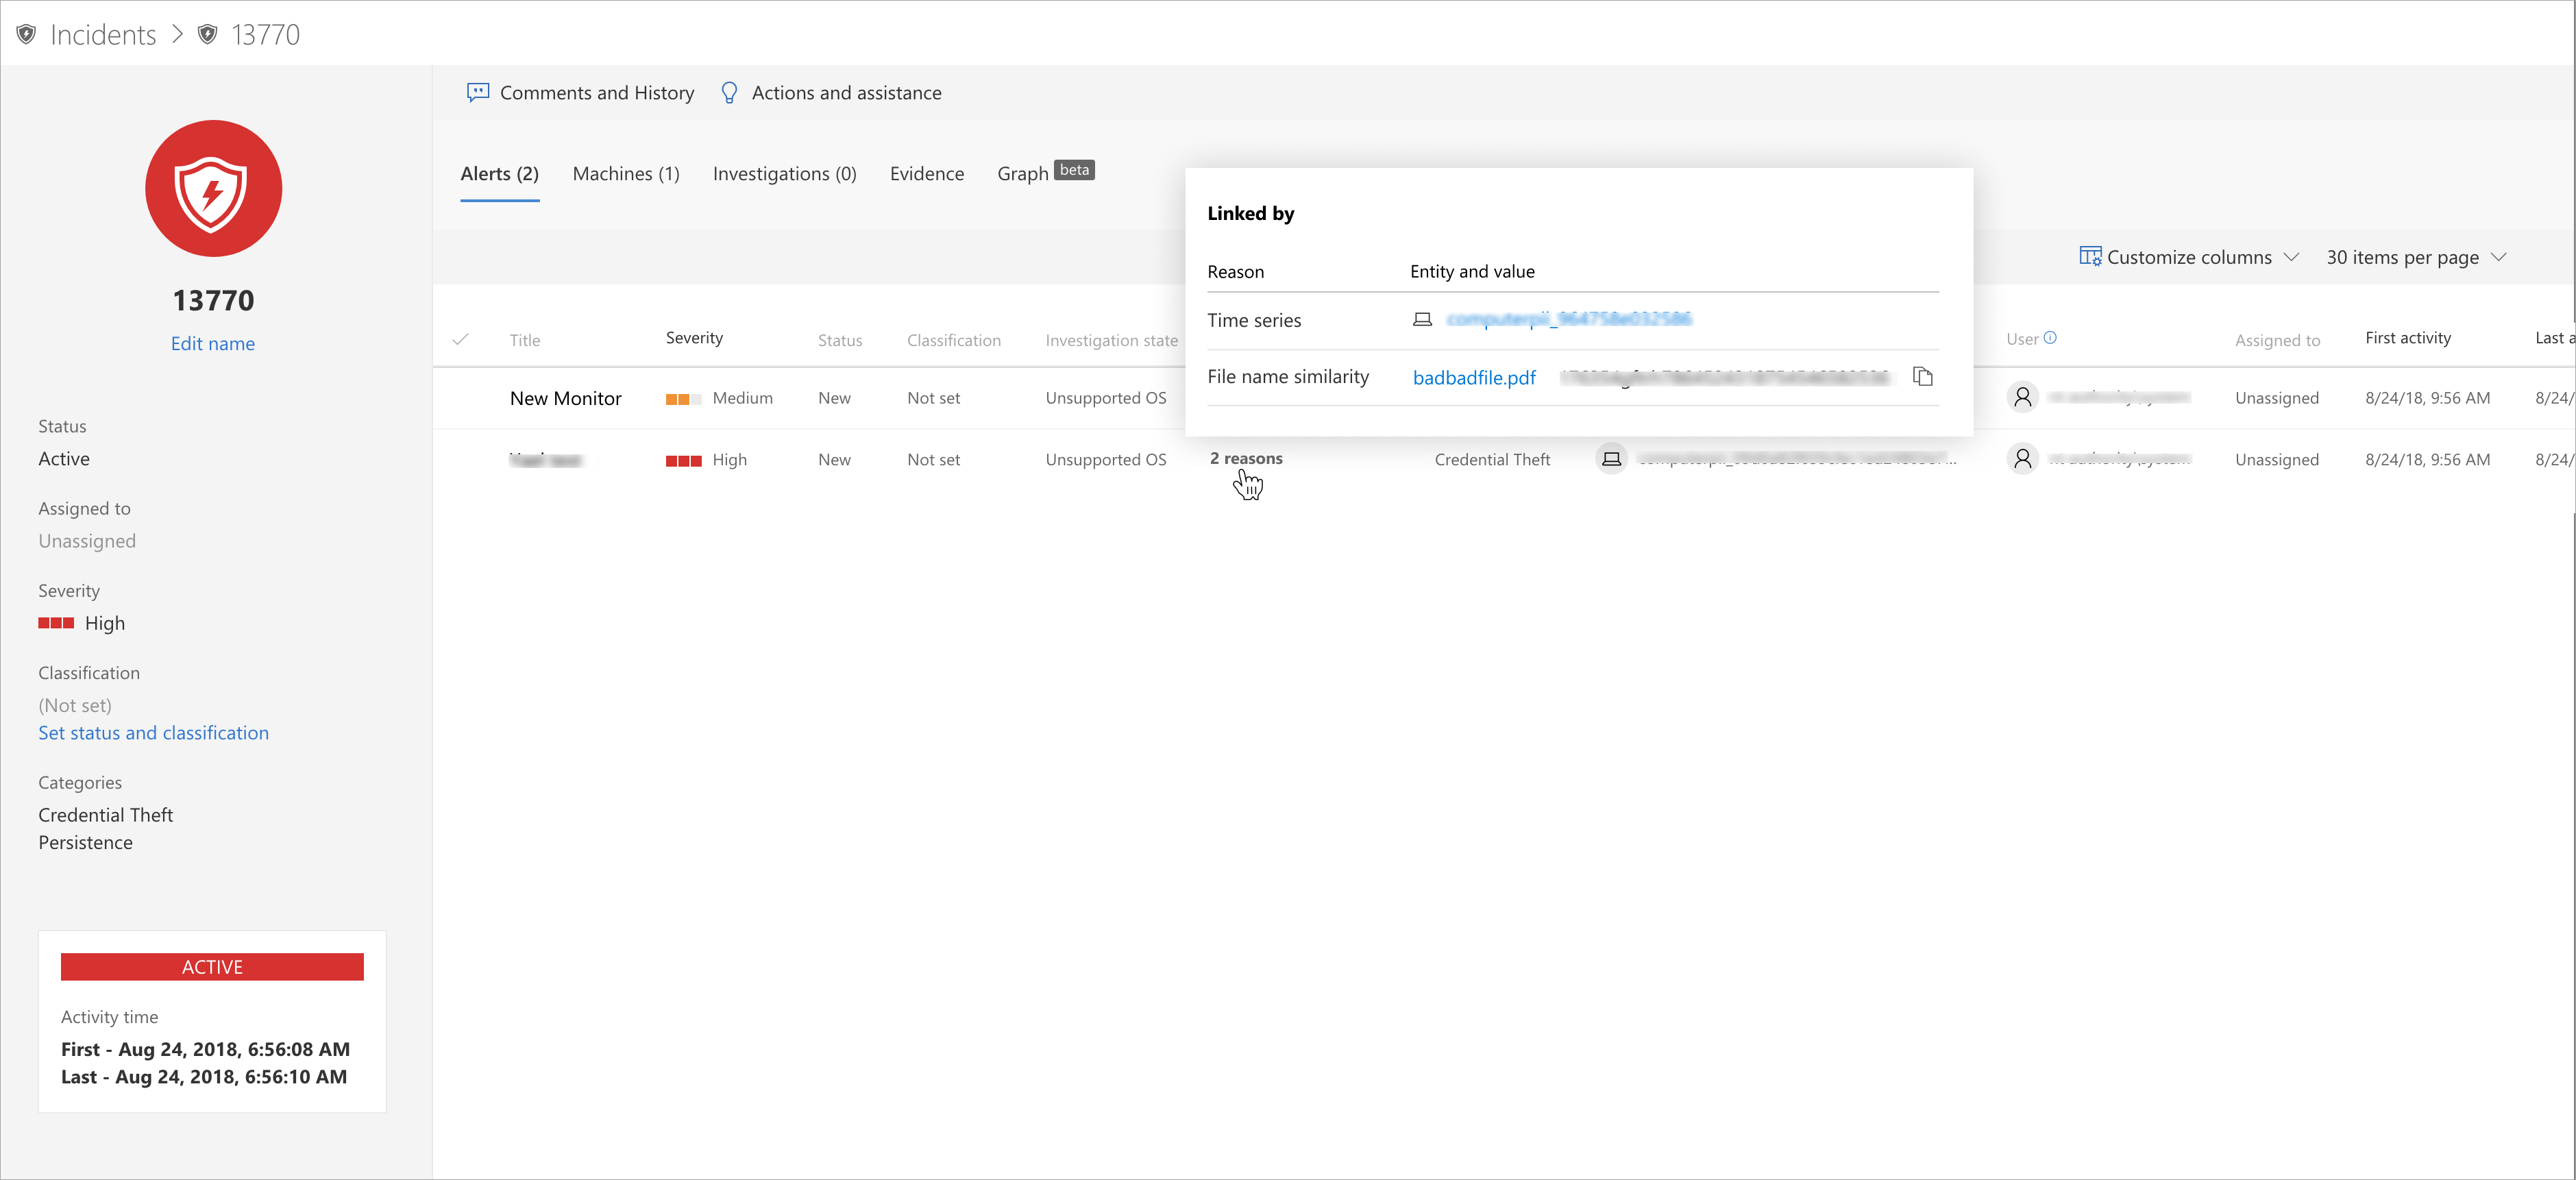 Incidents > 13770
Comments and History Actions and assistance
13770
Edit name
Status
Active
Assigned to
Unassigned
Severity
High
Classification
(Not set)
Set status and classification
Categories
Credential Theft
Persistence
ACTIVE
Activity time
First - Aug 24, 2018, 6:56:08 AM
Last - Aug 24, 2018, 6:56:10 AM
Alerts (2) Machines (1) Investigations (0) Evidence Graph beta
Customize columns 30 items per page
Title Severity Status Classification Investigation state User Assigned to First activity Last a
New Monitor Medium New Not set Unsupported OS Unassigned 8/24/18, 9:56 AM 8/24/
High New Not set Unsupported OS 2 reasons Credential Theft Unassigned 8/24/18, 9:56 AM 8/24/
Linked by
Reason Entity and value
Time series
File name similarity badbadfile.pdf